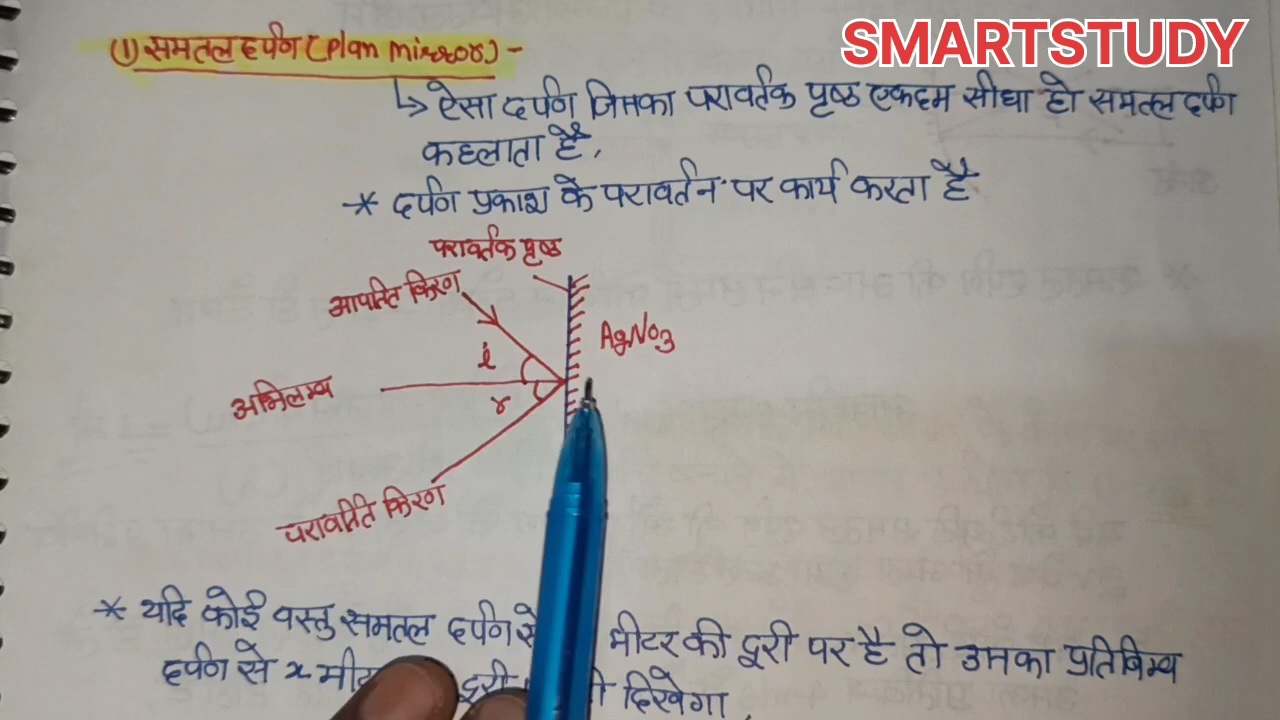 SMARTSTUDY
(1) समतल दर्पण (plan mirror) -
↳ ऐसा दर्पण जिसका परावर्तक पृष्ठ एकदम सीधा हो समतल दर्पण
कहलाता है,
* दर्पण प्रकाश के परावर्तन पर कार्य करता है
परावर्तक पृष्ठ
आपतित किरण
AgNo3
i
अभिलम्ब
r
परावर्तित किरण
* यदि कोई वस्तु समतल दर्पण से मीटर की दूरी पर है तो उसका प्रतिबिम्ब
दर्पण से x दूरी दिखेगा,